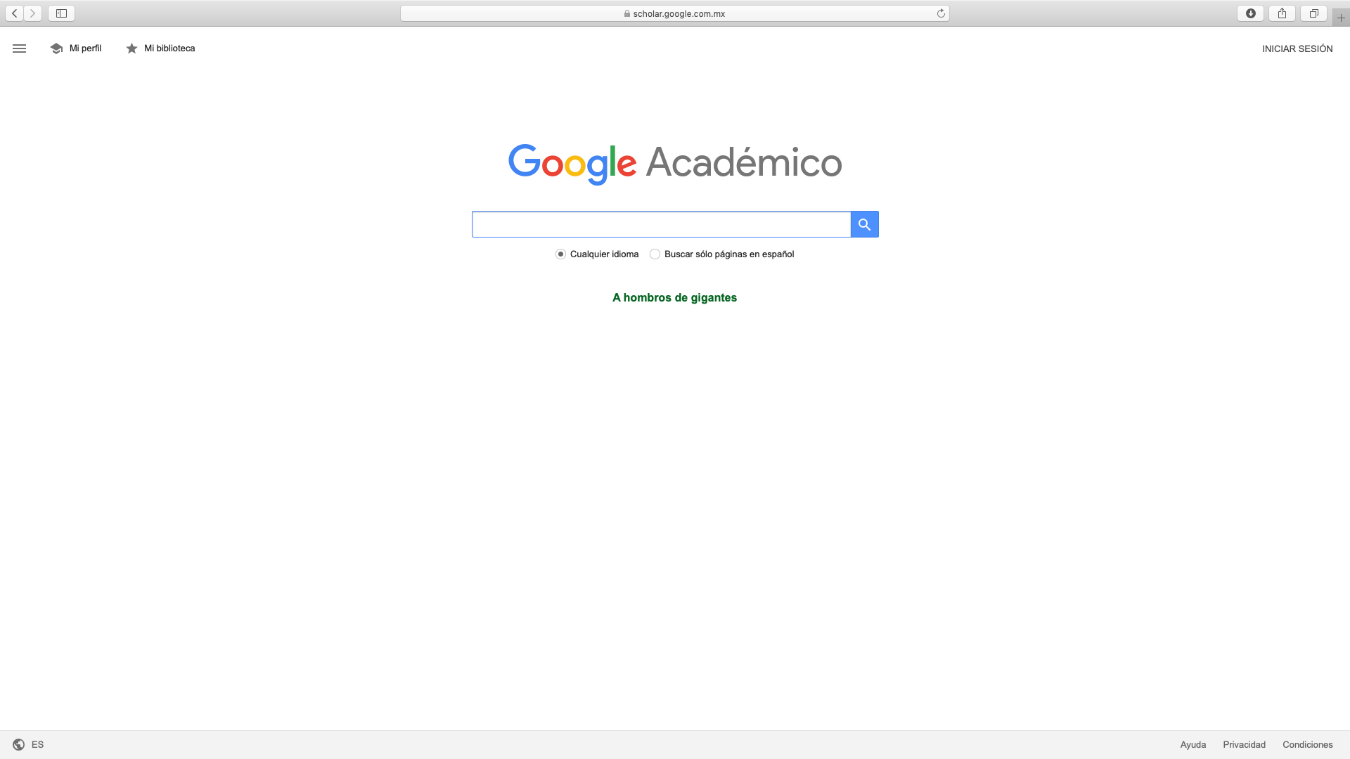 scholar.google.com.mx
Mi perfil
Mi biblioteca
INICIAR SESIÓN
Google Académico
Cualquier idioma
Buscar sólo páginas en español
A hombros de gigantes
ES
Ayuda
Privacidad
Condiciones